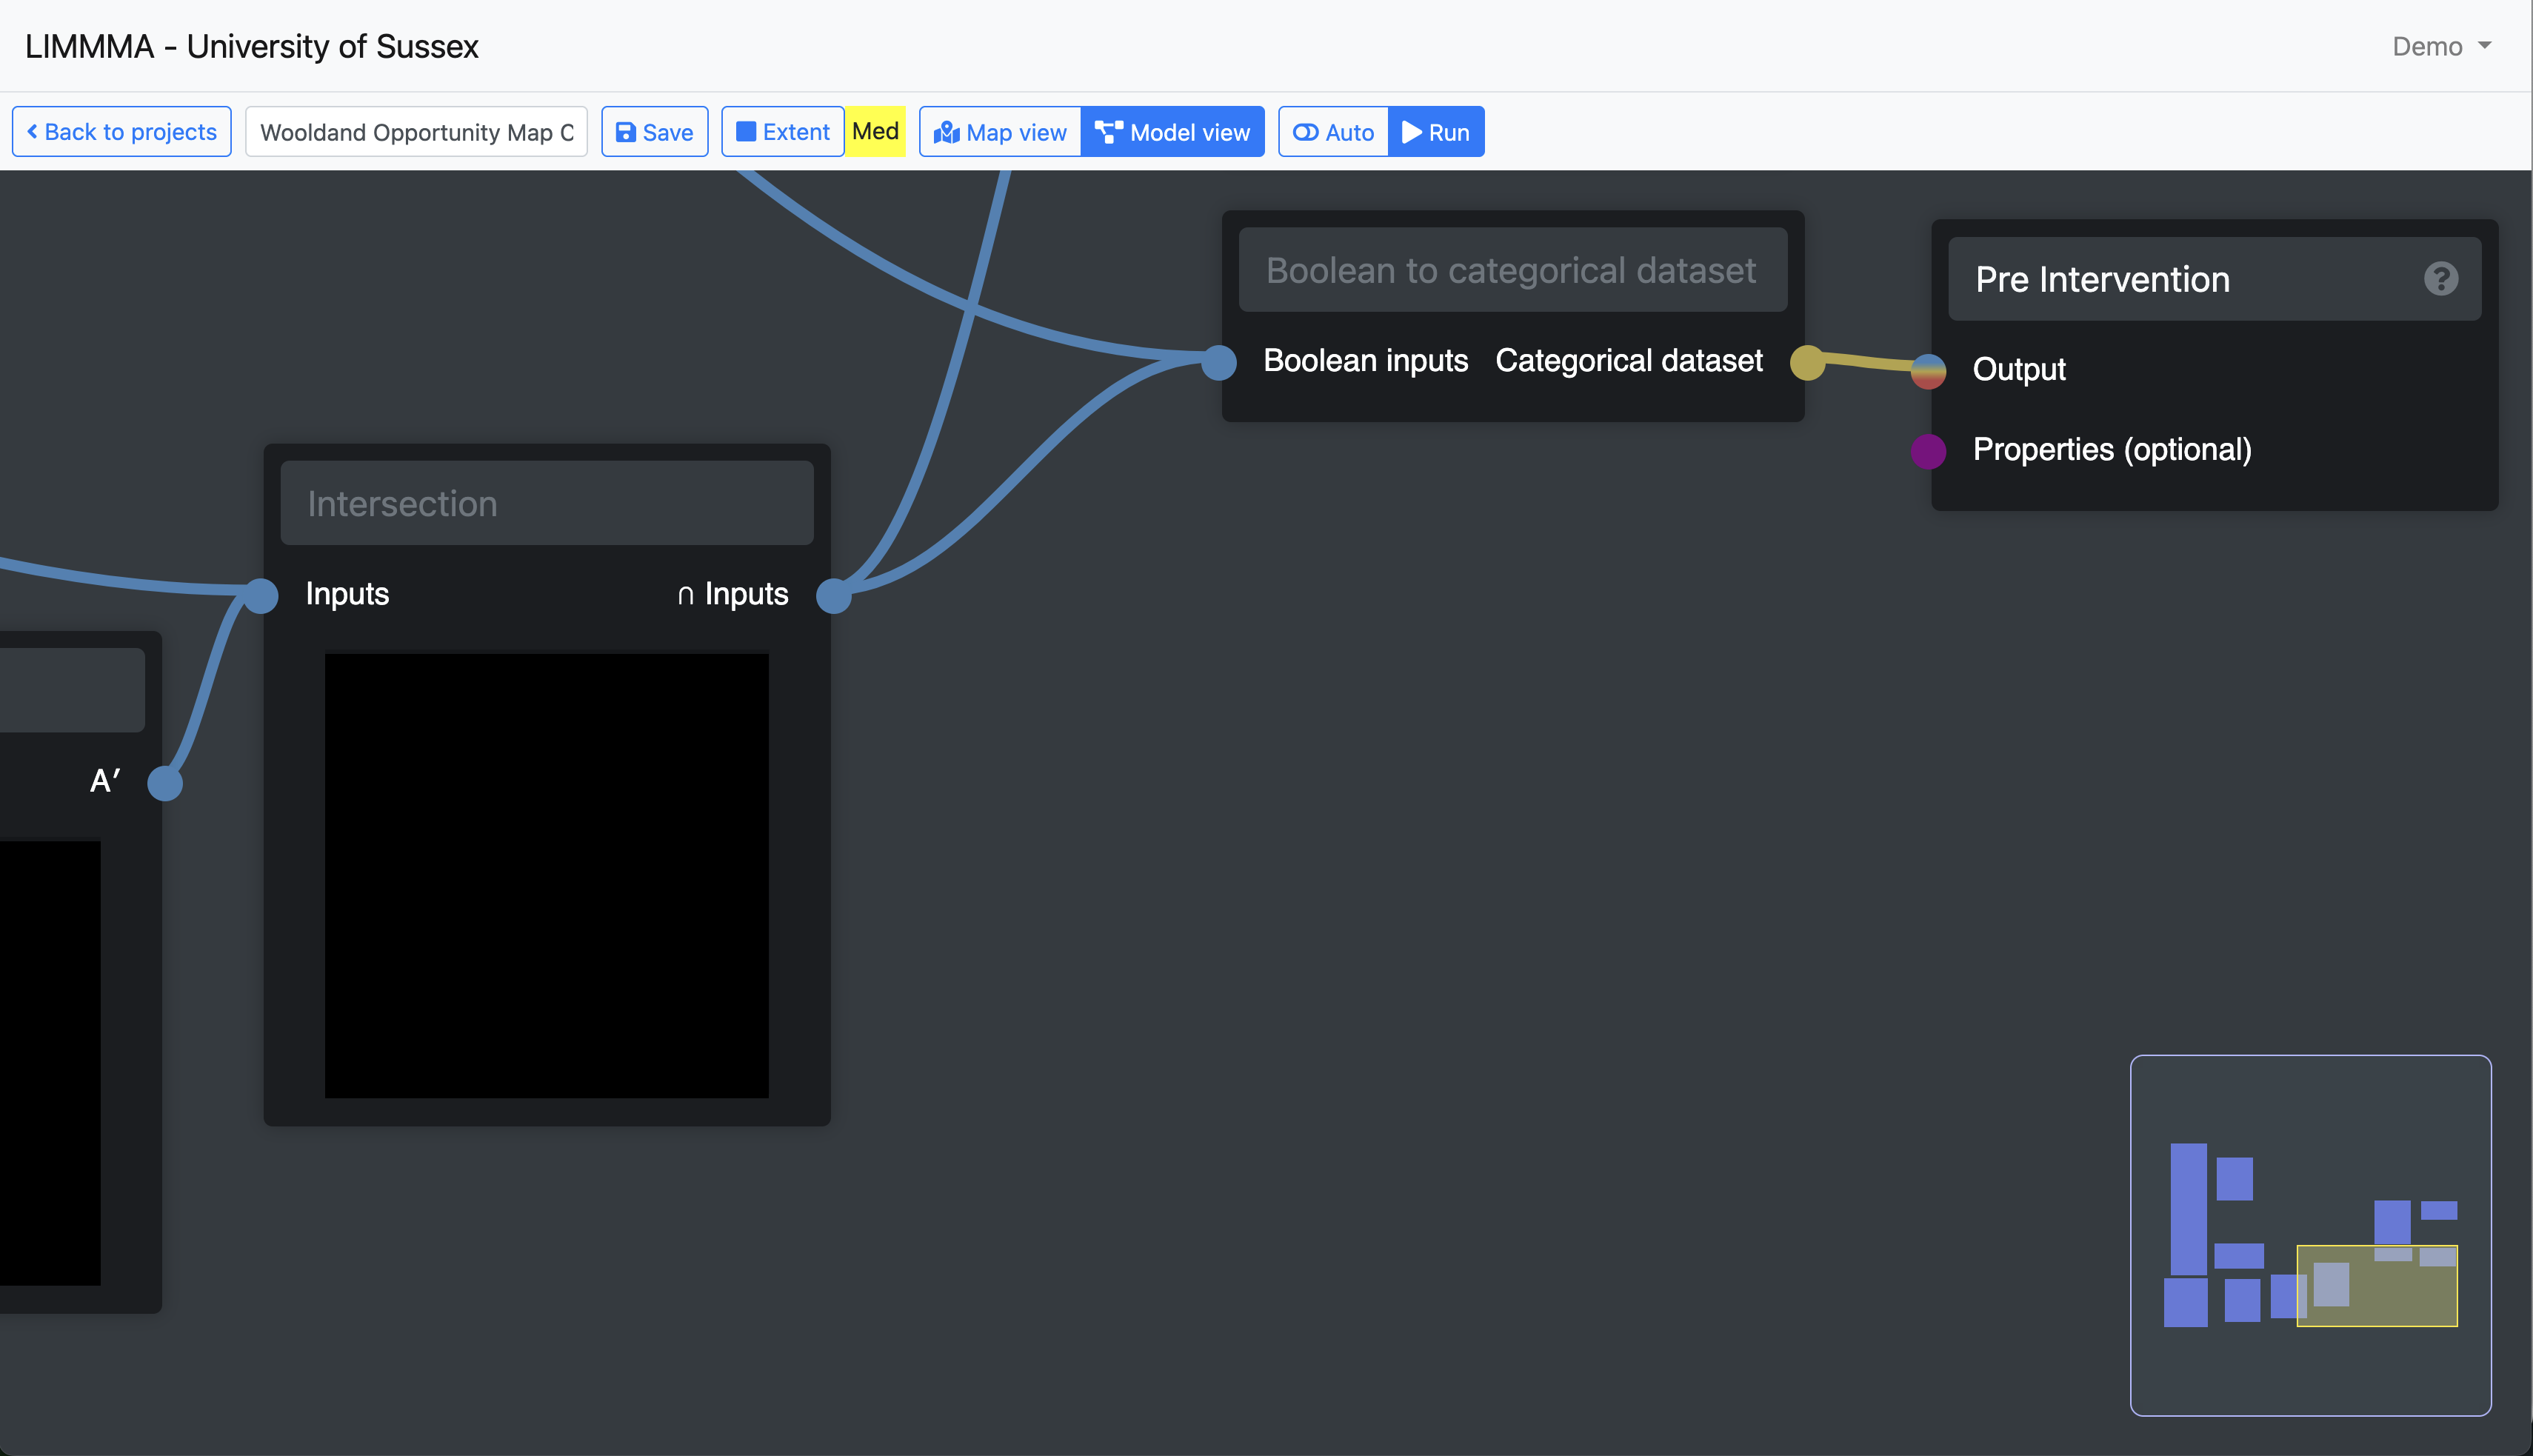 LIMMMA - University of Sussex
Demo
Back to projects
Wooldand Opportunity Map C
Save
Extent
Med
Map view
Model view
Auto
Run
Boolean to categorical dataset
Boolean inputs Categorical dataset
Pre Intervention
?
Output
Properties (optional)
Intersection
Inputs
∩ Inputs
A′